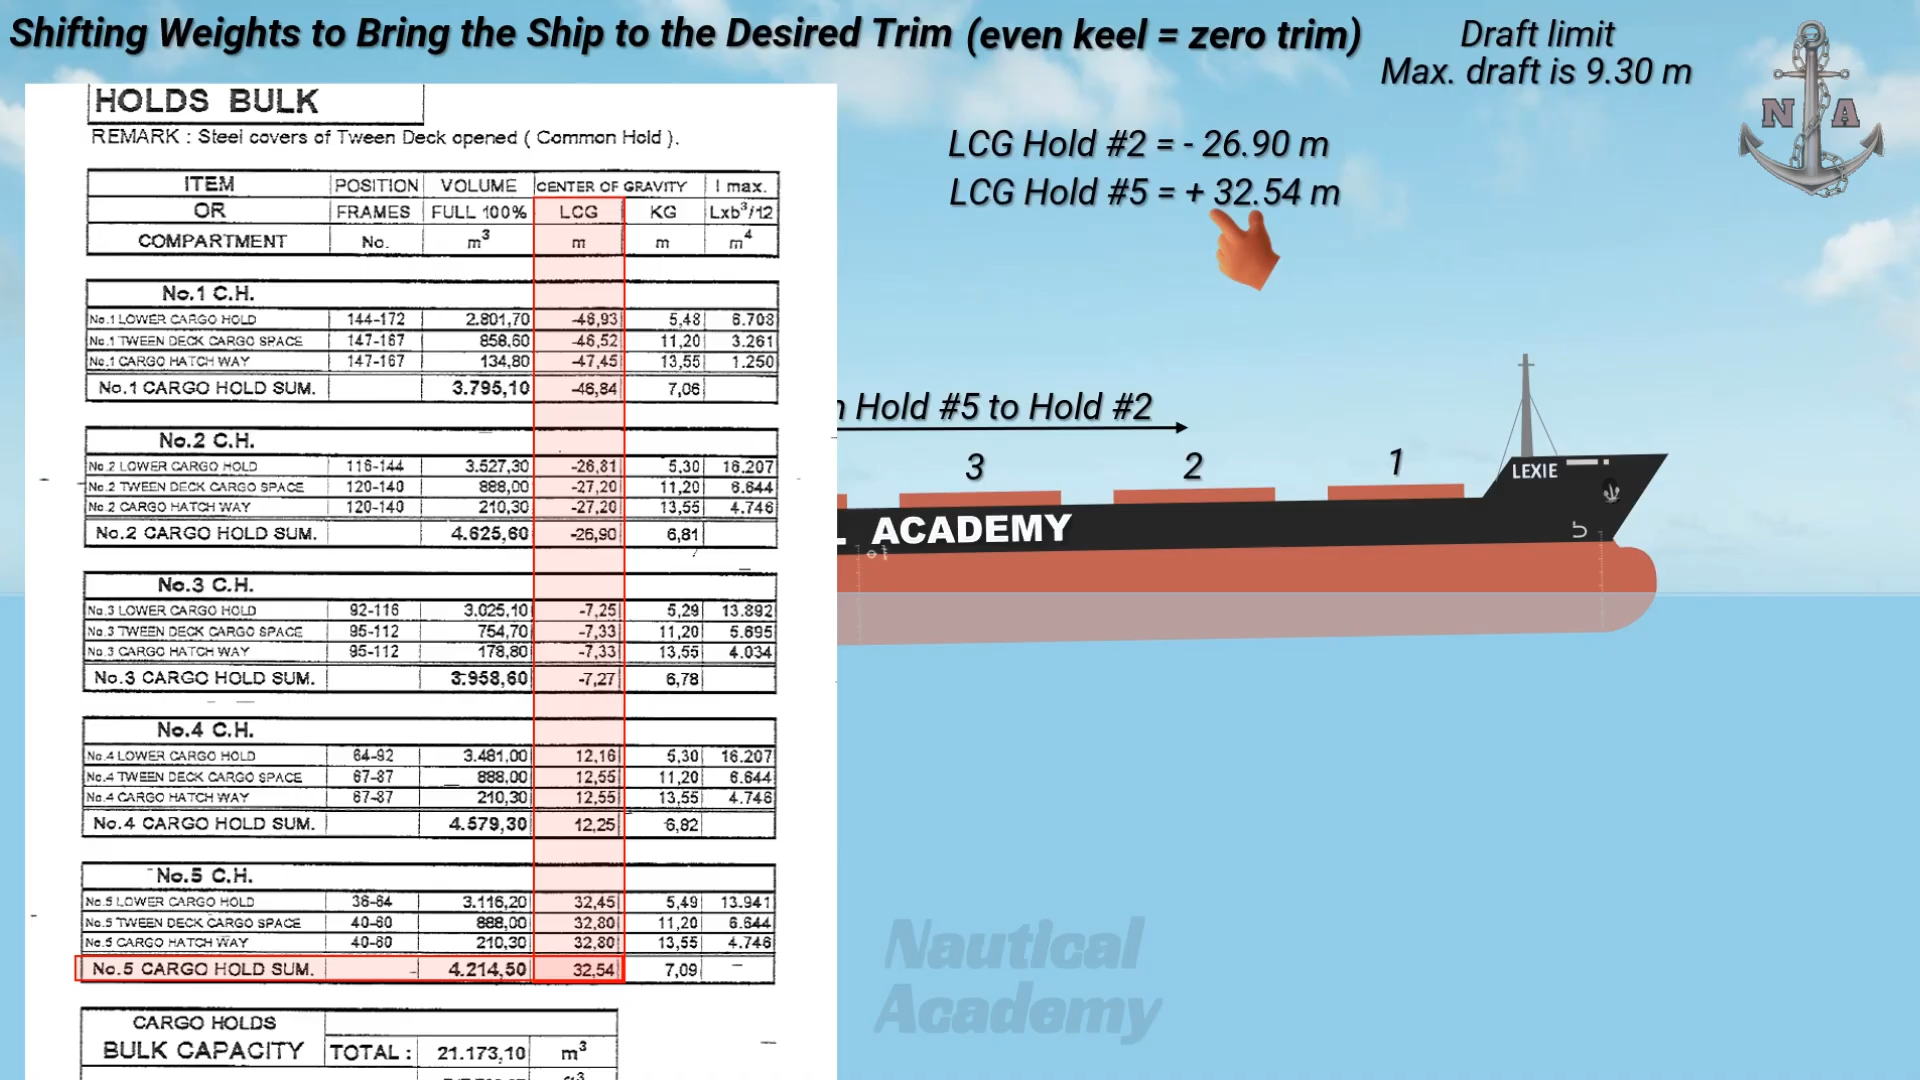 Shifting Weights to Bring the Ship to the Desired Trim (even keel = zero trim)
Draft limit
Max. draft is 9.30 m
N A
LCG Hold #2 = - 26.90 m
LCG Hold #5 = + 32.54 m
HOLDS BULK
REMARK : Steel covers of Tween Deck opened ( Common Hold ).
ITEM POSITION VOLUME CENTER OF GRAVITY I max.
OR FRAMES FULL 100% LCG KG Lxb³/12
COMPARTMENT No. m³ m m m⁴
No.1 C.H.
No.1 LOWER CARGO HOLD 144-172 2.801,70 -46,93 5,48 6.708
No.1 TWEEN DECK CARGO SPACE 147-167 858,60 -46,52 11,20 3.261
No.1 CARGO HATCH WAY 147-167 134,80 -47,45 13,55 1.250
No.1 CARGO HOLD SUM. 3.795,10 -46,84 7,06
No.2 C.H.
No.2 LOWER CARGO HOLD 116-144 3.527,30 -26,81 5,30 16.207
No.2 TWEEN DECK CARGO SPACE 120-140 888,00 -27,20 11,20 6.644
No.2 CARGO HATCH WAY 120-140 210,30 -27,20 13,55 4.746
No.2 CARGO HOLD SUM. 4.625,60 -26,90 6,81
No.3 C.H.
No.3 LOWER CARGO HOLD 92-116 3.025,10 -7,25 5,29 13.892
No.3 TWEEN DECK CARGO SPACE 95-112 754,70 -7,33 11,20 5.695
No.3 CARGO HATCH WAY 95-112 178,80 -7,33 13,55 4.034
No.3 CARGO HOLD SUM. 3.958,60 -7,27 6,78
No.4 C.H.
No.4 LOWER CARGO HOLD 64-92 3.481,00 12,16 5,30 16.207
No.4 TWEEN DECK CARGO SPACE 67-87 888,00 12,55 11,20 6.644
No.4 CARGO HATCH WAY 67-87 210,30 12,55 13,55 4.746
No.4 CARGO HOLD SUM. 4.579,30 12,25 6,82
No.5 C.H.
No.5 LOWER CARGO HOLD 36-64 3.116,20 32,45 5,49 13.941
No.5 TWEEN DECK CARGO SPACE 40-60 888,00 32,80 11,20 6.644
No.5 CARGO HATCH WAY 40-60 210,30 32,80 13,55 4.746
No.5 CARGO HOLD SUM. 4.214,50 32,54 7,09
CARGO HOLDS
BULK CAPACITY TOTAL : 21.173,10 m³
Hold #5 to Hold #2
3 2 1
LEXIE
ACADEMY
Nautical
Academy